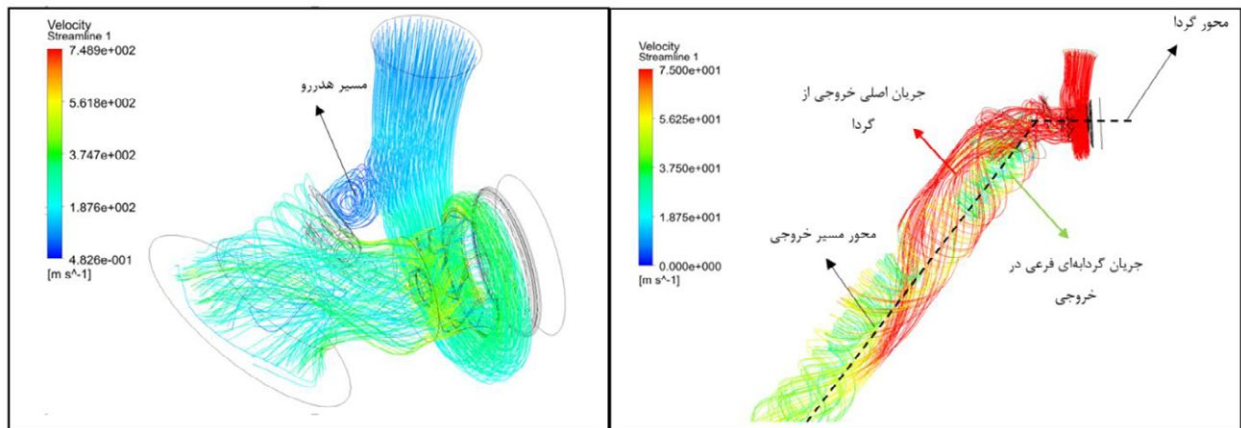 Velocity
Streamline 1
7.489e+002
5.618e+002
3.747e+002
1.876e+002
4.826e-001
[m s^-1]
مسیر هدررو
Velocity
Streamline 1
7.500e+001
5.625e+001
3.750e+001
1.875e+001
0.000e+000
[m s^-1]
محور گردا
جریان اصلی خروجی از
گردا
محور مسیر خروجی
جریان گردابه‌ای فرعی در
خروجی